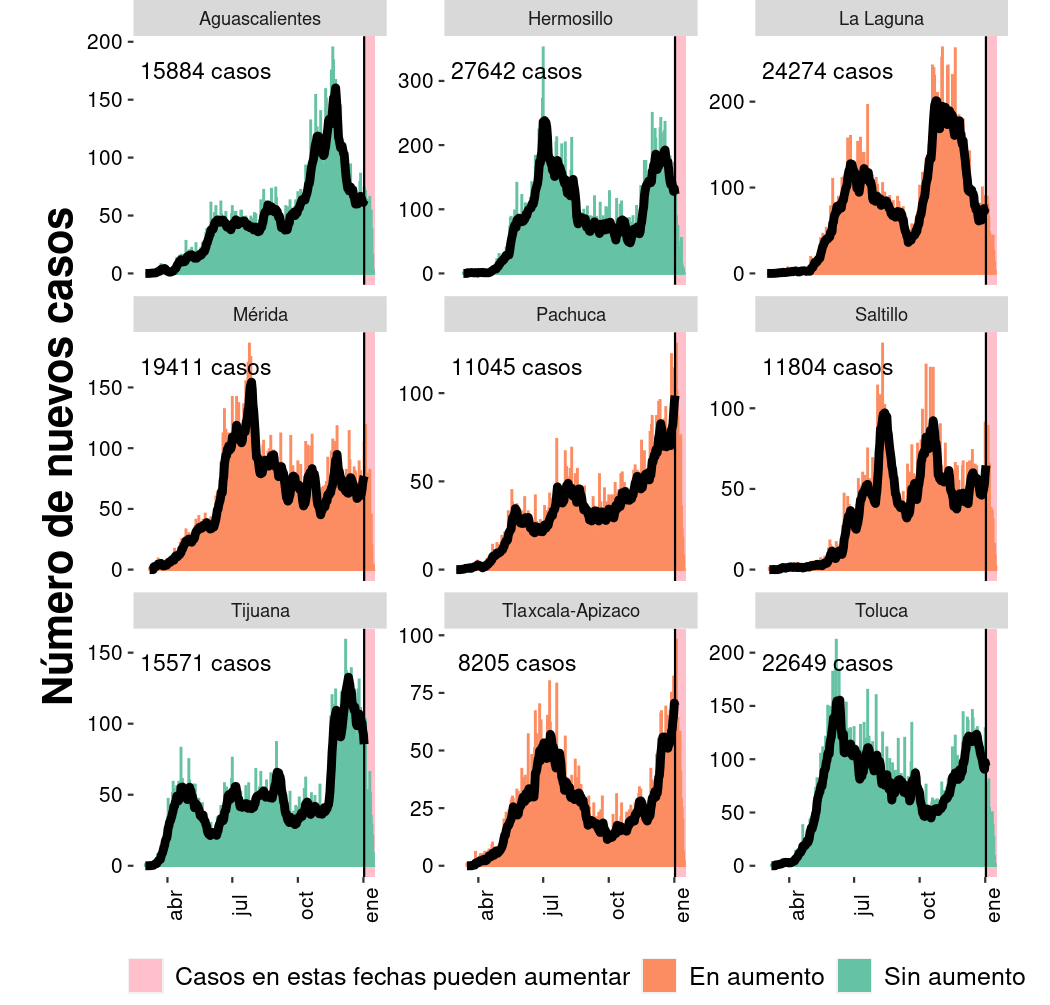 Aguascalientes
Hermosillo
La Laguna
200
150
100
50
0
15884 casos
300
200
100
0
27642 casos
200
100
0
24274 casos
Mérida
Pachuca
Saltillo
150
100
50
0
19411 casos
100
50
0
11045 casos
100
50
0
11804 casos
Tijuana
Tlaxcala-Apizaco
Toluca
150
100
50
0
15571 casos
100
75
50
25
0
8205 casos
200
150
100
50
0
22649 casos
abr
jul
oct
ene
abr
jul
oct
ene
abr
jul
oct
ene
Número de nuevos casos
Casos en estas fechas pueden aumentar
En aumento
Sin aumento